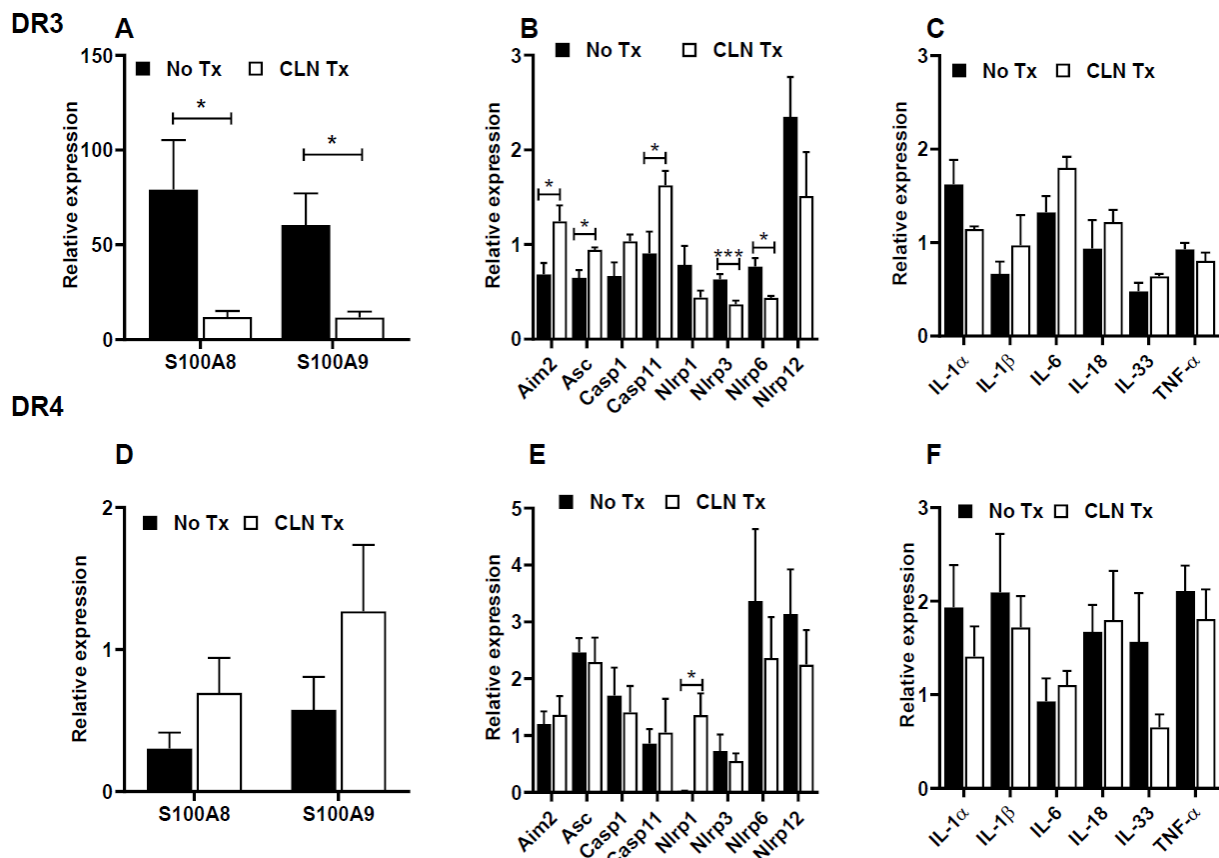 DR3
A
Relative expression
150
100
50
0
No Tx
CLN Tx
*
*
S100A8
S100A9
B
Relative expression
3
2
1
0
No Tx
CLN Tx
*
*
*
***
*
Aim2
Asc
Casp1
Casp11
Nlrp1
Nlrp3
Nlrp6
Nlrp12
C
Relative expression
3
2
1
0
No Tx
CLN Tx
IL-1α
IL-1β
IL-6
IL-18
IL-33
TNF-α
DR4
D
Relative expression
2
1
0
No Tx
CLN Tx
S100A8
S100A9
E
Relative expression
5
4
3
2
1
0
No Tx
CLN Tx
*
Aim2
Asc
Casp1
Casp11
Nlrp1
Nlrp3
Nlrp6
Nlrp12
F
Relative expression
3
2
1
0
No Tx
CLN Tx
IL-1α
IL-1β
IL-6
IL-18
IL-33
TNF-α